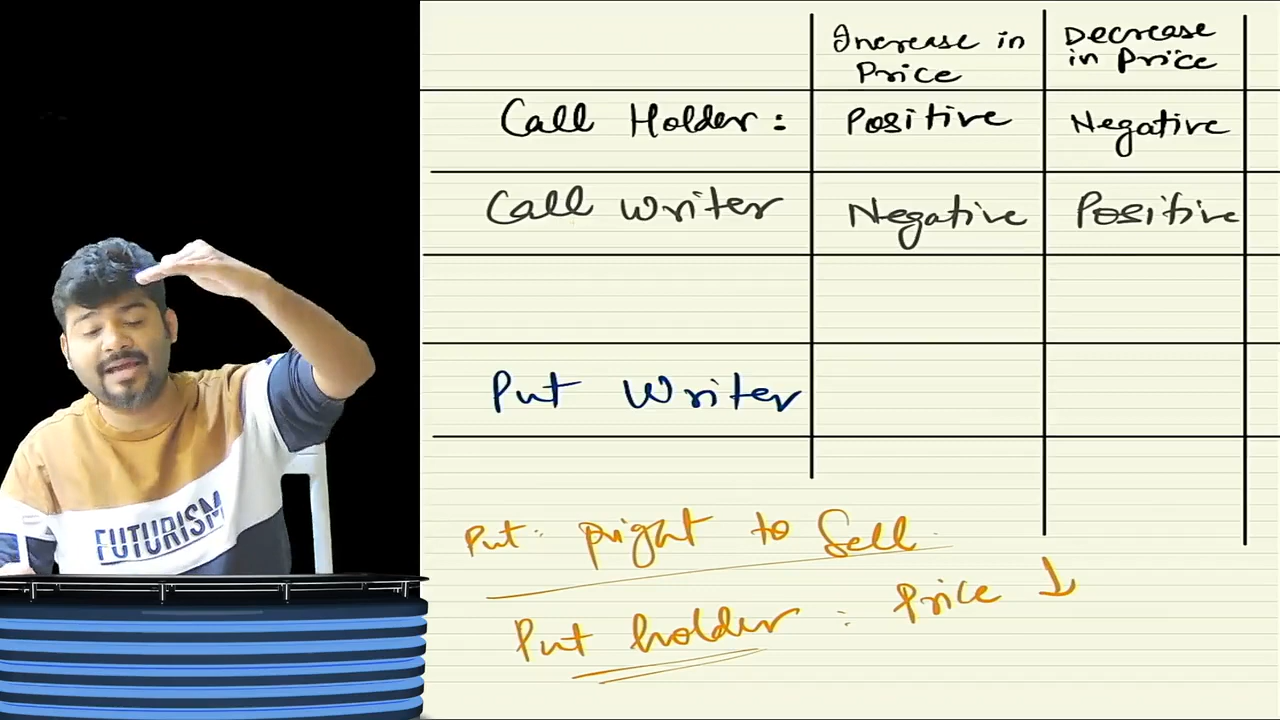 Increase in
Price
Decrease
in Price
Call Holder:
Positive
Negative
Call Writer
Negative
Positive
Put Writer
Put: right to Sell.
Put holder : Price ↓
FUTURISM